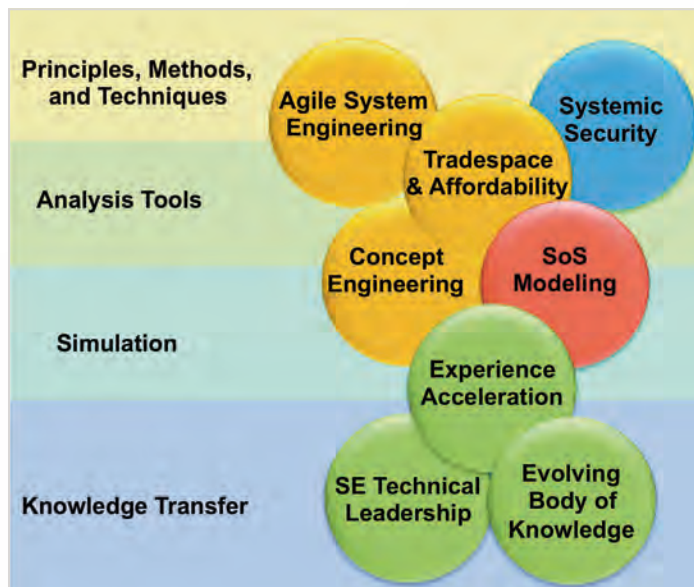 Principles, Methods,
and Techniques
Agile System
Engineering
Systemic
Security
Tradespace
& Affordability
Analysis Tools
Concept
Engineering
SoS
Modeling
Simulation
Experience
Acceleration
Knowledge Transfer
SE Technical
Leadership
Evolving
Body of
Knowledge